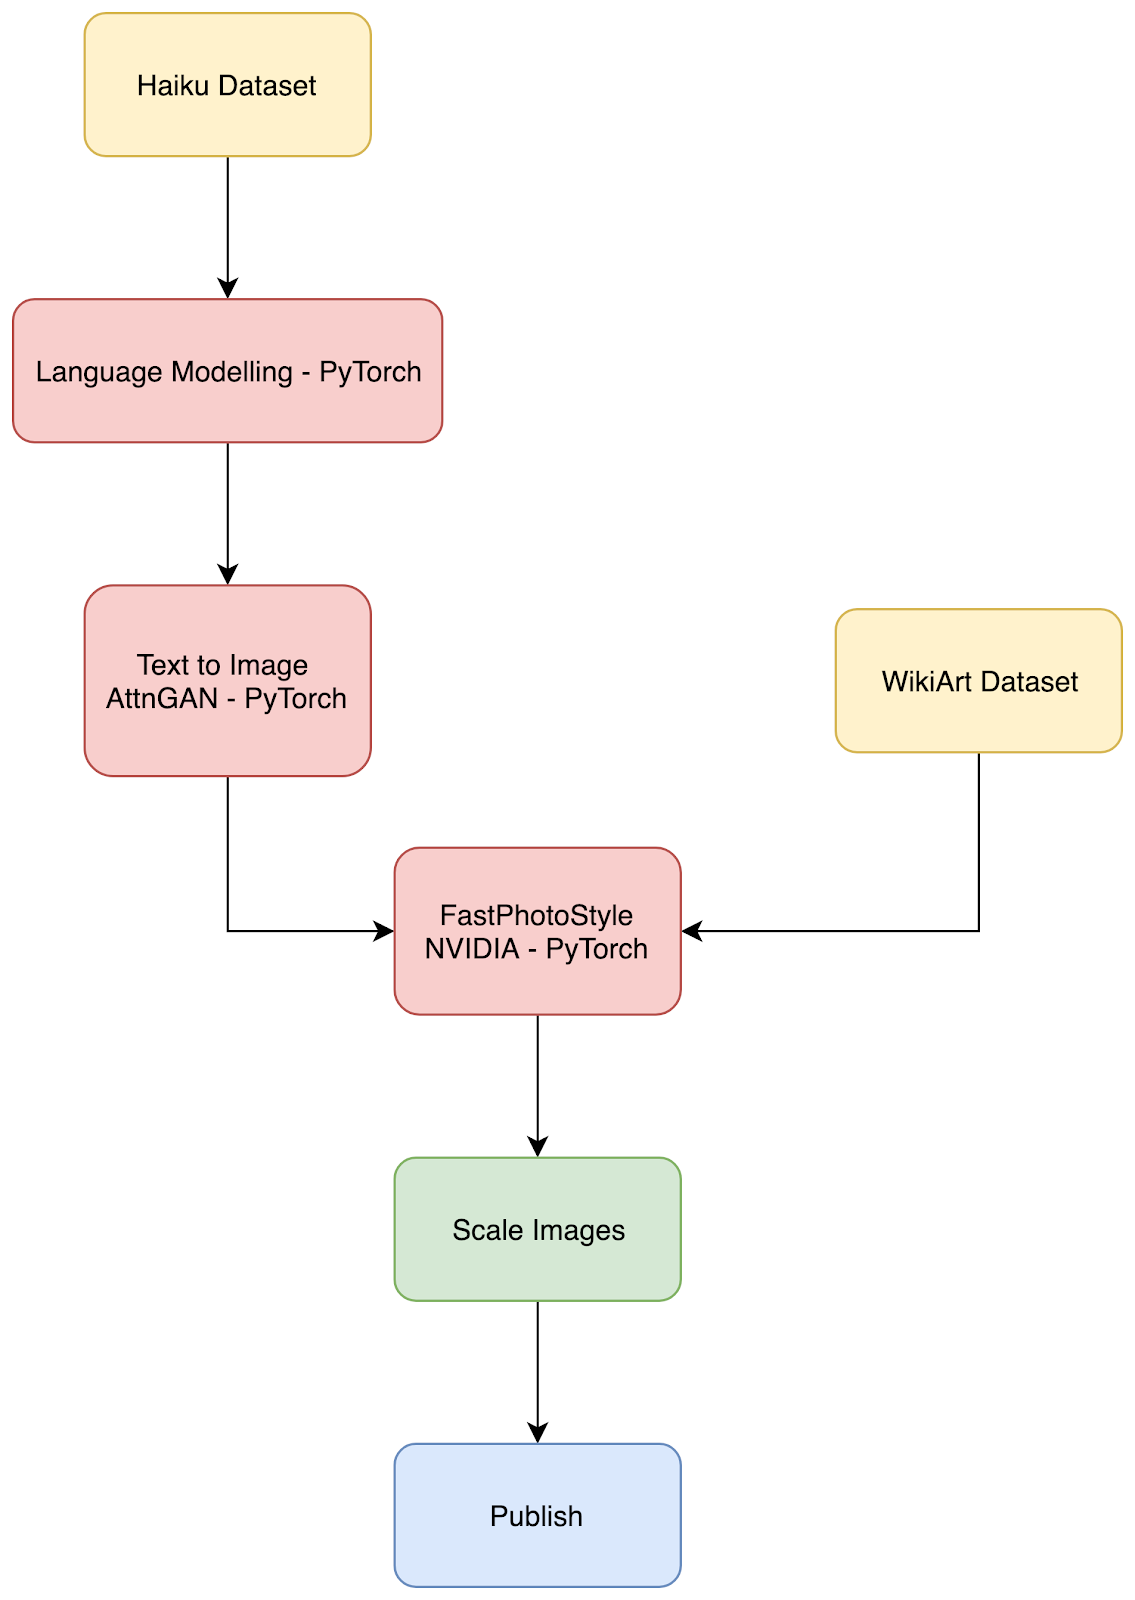 Haiku Dataset
Language Modelling - PyTorch
Text to Image
AttnGAN - PyTorch
WikiArt Dataset
FastPhotoStyle
NVIDIA - PyTorch
Scale Images
Publish